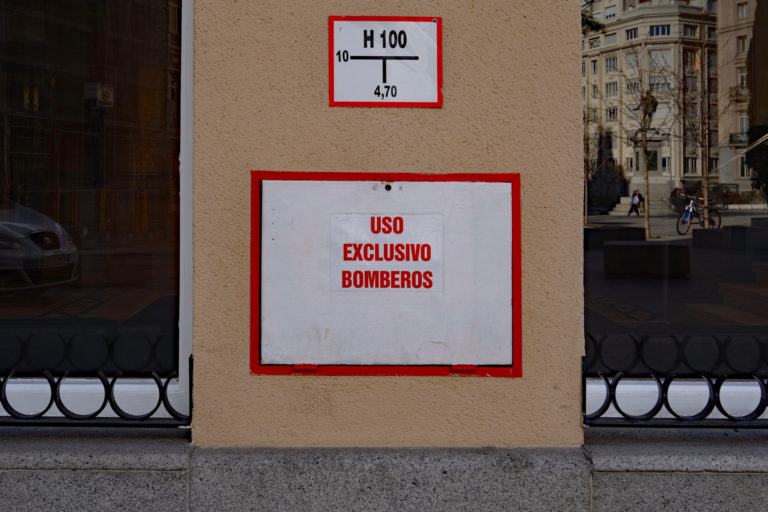 H 100
10
4,70
USO
EXCLUSIVO
BOMBEROS